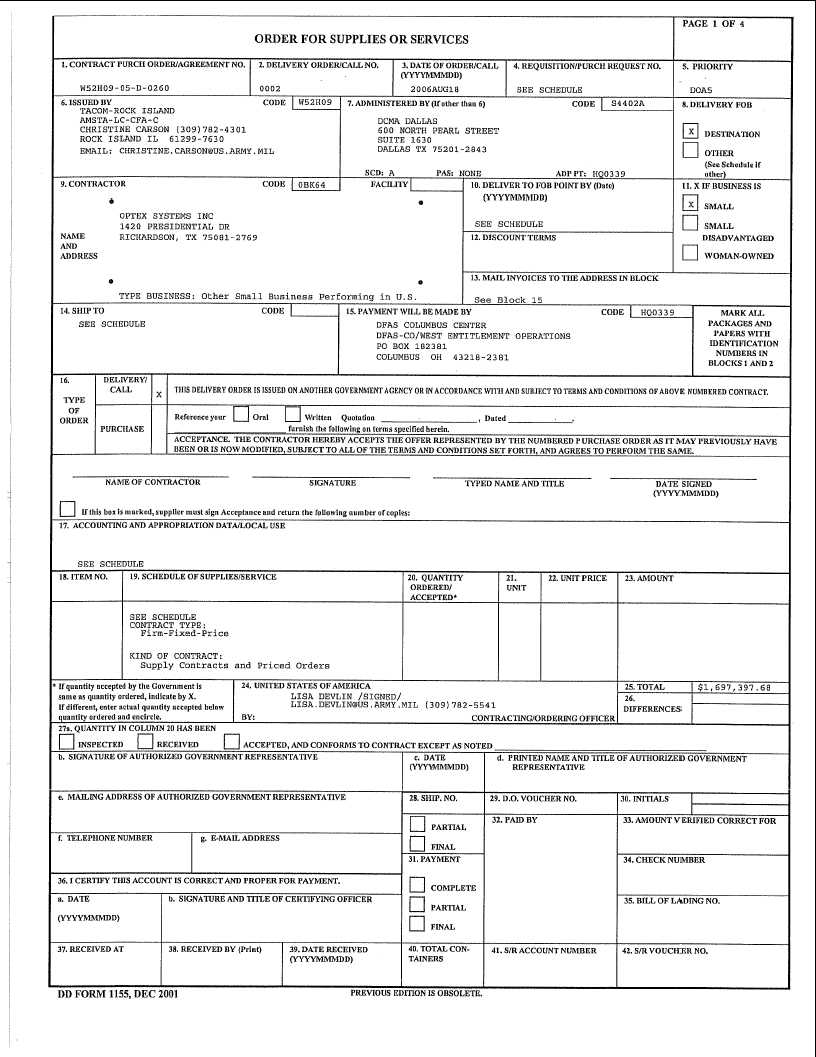 PAGE 1 OF 4
ORDER FOR SUPPLIES OR SERVICES
1. CONTRACT PURCH ORDER/AGREEMENT NO.
W52H09-05-D-0260
2. DELIVERY ORDER/CALL NO.
0002
3. DATE OF ORDER/CALL
(YYYYMMMDD)
2006AUG18
4. REQUISITION/PURCH REQUEST NO.
SEE SCHEDULE
5. PRIORITY
DOA5
6. ISSUED BY CODE W52H09
TACOM-ROCK ISLAND
AMSTA-LC-CFA-C
CHRISTINE CARSON (309)782-4301
ROCK ISLAND IL 61299-7630
EMAIL: CHRISTINE.CARSON@US.ARMY.MIL
7. ADMINISTERED BY (If other than 6) CODE S4402A
DCMA DALLAS
600 NORTH PEARL STREET
SUITE 1630
DALLAS TX 75201-2843
SCD: A PAS: NONE ADP PT: HQ0339
8. DELIVERY FOB
X DESTINATION
OTHER
(See Schedule if
other)
9. CONTRACTOR CODE 0BK64 FACILITY
OPTEX SYSTEMS INC
1420 PRESIDENTIAL DR
RICHARDSON, TX 75081-2769
NAME
AND
ADDRESS
TYPE BUSINESS: Other Small Business Performing in U.S.
10. DELIVER TO FOB POINT BY (Date)
(YYYYMMMDD)
SEE SCHEDULE
12. DISCOUNT TERMS
13. MAIL INVOICES TO THE ADDRESS IN BLOCK
See Block 15
11. X IF BUSINESS IS
X SMALL
SMALL
DISADVANTAGED
WOMAN-OWNED
14. SHIP TO CODE
SEE SCHEDULE
15. PAYMENT WILL BE MADE BY CODE HQ0339
DFAS COLUMBUS CENTER
DFAS-CO/WEST ENTITLEMENT OPERATIONS
PO BOX 182381
COLUMBUS OH 43218-2381
MARK ALL
PACKAGES AND
PAPERS WITH
IDENTIFICATION
NUMBERS IN
BLOCKS 1 AND 2
16.
TYPE
OF
ORDER
DELIVERY/
CALL
X
THIS DELIVERY ORDER IS ISSUED ON ANOTHER GOVERNMENT AGENCY OR IN ACCORDANCE WITH AND SUBJECT TO TERMS AND CONDITIONS OF ABOVE NUMBERED CONTRACT.
PURCHASE
Reference your Oral Written Quotation , Dated .
furnish the following on terms specified herein.
ACCEPTANCE. THE CONTRACTOR HEREBY ACCEPTS THE OFFER REPRESENTED BY THE NUMBERED PURCHASE ORDER AS IT MAY PREVIOUSLY HAVE
BEEN OR IS NOW MODIFIED, SUBJECT TO ALL OF THE TERMS AND CONDITIONS SET FORTH, AND AGREES TO PERFORM THE SAME.
NAME OF CONTRACTOR SIGNATURE TYPED NAME AND TITLE DATE SIGNED
(YYYYMMMDD)
If this box is marked, supplier must sign Acceptance and return the following number of copies:
17. ACCOUNTING AND APPROPRIATION DATA/LOCAL USE
SEE SCHEDULE
18. ITEM NO.
19. SCHEDULE OF SUPPLIES/SERVICE
20. QUANTITY
ORDERED/
ACCEPTED*
21.
UNIT
22. UNIT PRICE
23. AMOUNT
SEE SCHEDULE
CONTRACT TYPE:
Firm-Fixed-Price
KIND OF CONTRACT:
Supply Contracts and Priced Orders
* If quantity accepted by the Government is
same as quantity ordered, indicate by X.
If different, enter actual quantity accepted below
quantity ordered and encircle.
24. UNITED STATES OF AMERICA
LISA DEVLIN /SIGNED/
LISA.DEVLIN@US.ARMY.MIL (309)782-5541
BY: CONTRACTING/ORDERING OFFICER
25. TOTAL $1,697,397.68
26.
DIFFERENCES
27a. QUANTITY IN COLUMN 20 HAS BEEN
INSPECTED RECEIVED ACCEPTED, AND CONFORMS TO CONTRACT EXCEPT AS NOTED
b. SIGNATURE OF AUTHORIZED GOVERNMENT REPRESENTATIVE
c. DATE
(YYYYMMMDD)
d. PRINTED NAME AND TITLE OF AUTHORIZED GOVERNMENT
REPRESENTATIVE
e. MAILING ADDRESS OF AUTHORIZED GOVERNMENT REPRESENTATIVE
28. SHIP. NO.
PARTIAL
FINAL
29. D.O. VOUCHER NO.
30. INITIALS
f. TELEPHONE NUMBER
g. E-MAIL ADDRESS
32. PAID BY
33. AMOUNT VERIFIED CORRECT FOR
31. PAYMENT
COMPLETE
PARTIAL
FINAL
34. CHECK NUMBER
36. I CERTIFY THIS ACCOUNT IS CORRECT AND PROPER FOR PAYMENT.
a. DATE
(YYYYMMMDD)
b. SIGNATURE AND TITLE OF CERTIFYING OFFICER
35. BILL OF LADING NO.
37. RECEIVED AT
38. RECEIVED BY (Print)
39. DATE RECEIVED
(YYYYMMMDD)
40. TOTAL CON-
TAINERS
41. S/R ACCOUNT NUMBER
42. S/R VOUCHER NO.
DD FORM 1155, DEC 2001
PREVIOUS EDITION IS OBSOLETE.